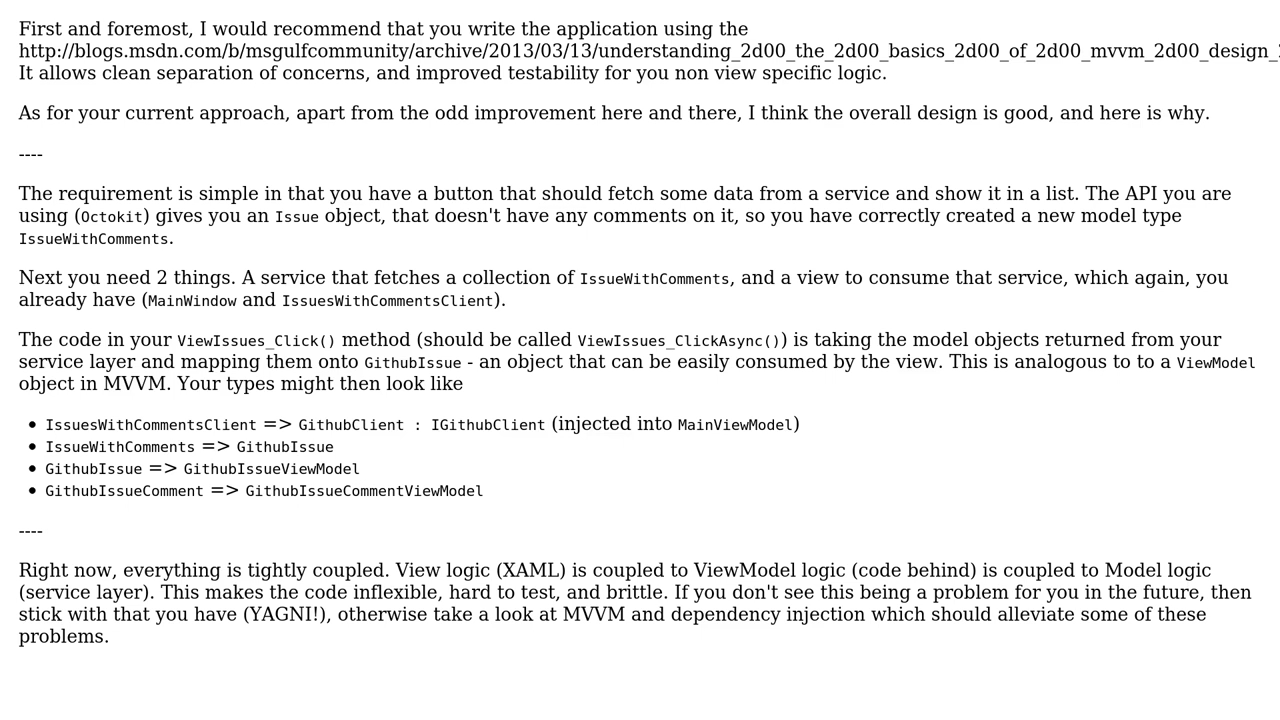 First and foremost, I would recommend that you write the application using the
http://blogs.msdn.com/b/msgulfcommunity/archive/2013/03/13/understanding_2d00_the_2d00_basics_2d00_of_2d00_mvvm_2d00_design_
It allows clean separation of concerns, and improved testability for you non view specific logic.
As for your current approach, apart from the odd improvement here and there, I think the overall design is good, and here is why.
----
The requirement is simple in that you have a button that should fetch some data from a service and show it in a list. The API you are
using (Octokit) gives you an Issue object, that doesn't have any comments on it, so you have correctly created a new model type
IssueWithComments.
Next you need 2 things. A service that fetches a collection of IssueWithComments, and a view to consume that service, which again, you
already have (MainWindow and IssuesWithCommentsClient).
The code in your ViewIssues_Click() method (should be called ViewIssues_ClickAsync()) is taking the model objects returned from your
service layer and mapping them onto GithubIssue - an object that can be easily consumed by the view. This is analogous to to a ViewModel
object in MVVM. Your types might then look like
• IssuesWithCommentsClient => GithubClient : IGithubClient (injected into MainViewModel)
• IssueWithComments => GithubIssue
• GithubIssue => GithubIssueViewModel
• GithubIssueComment => GithubIssueCommentViewModel
----
Right now, everything is tightly coupled. View logic (XAML) is coupled to ViewModel logic (code behind) is coupled to Model logic
(service layer). This makes the code inflexible, hard to test, and brittle. If you don't see this being a problem for you in the future, then
stick with that you have (YAGNI!), otherwise take a look at MVVM and dependency injection which should alleviate some of these
problems.